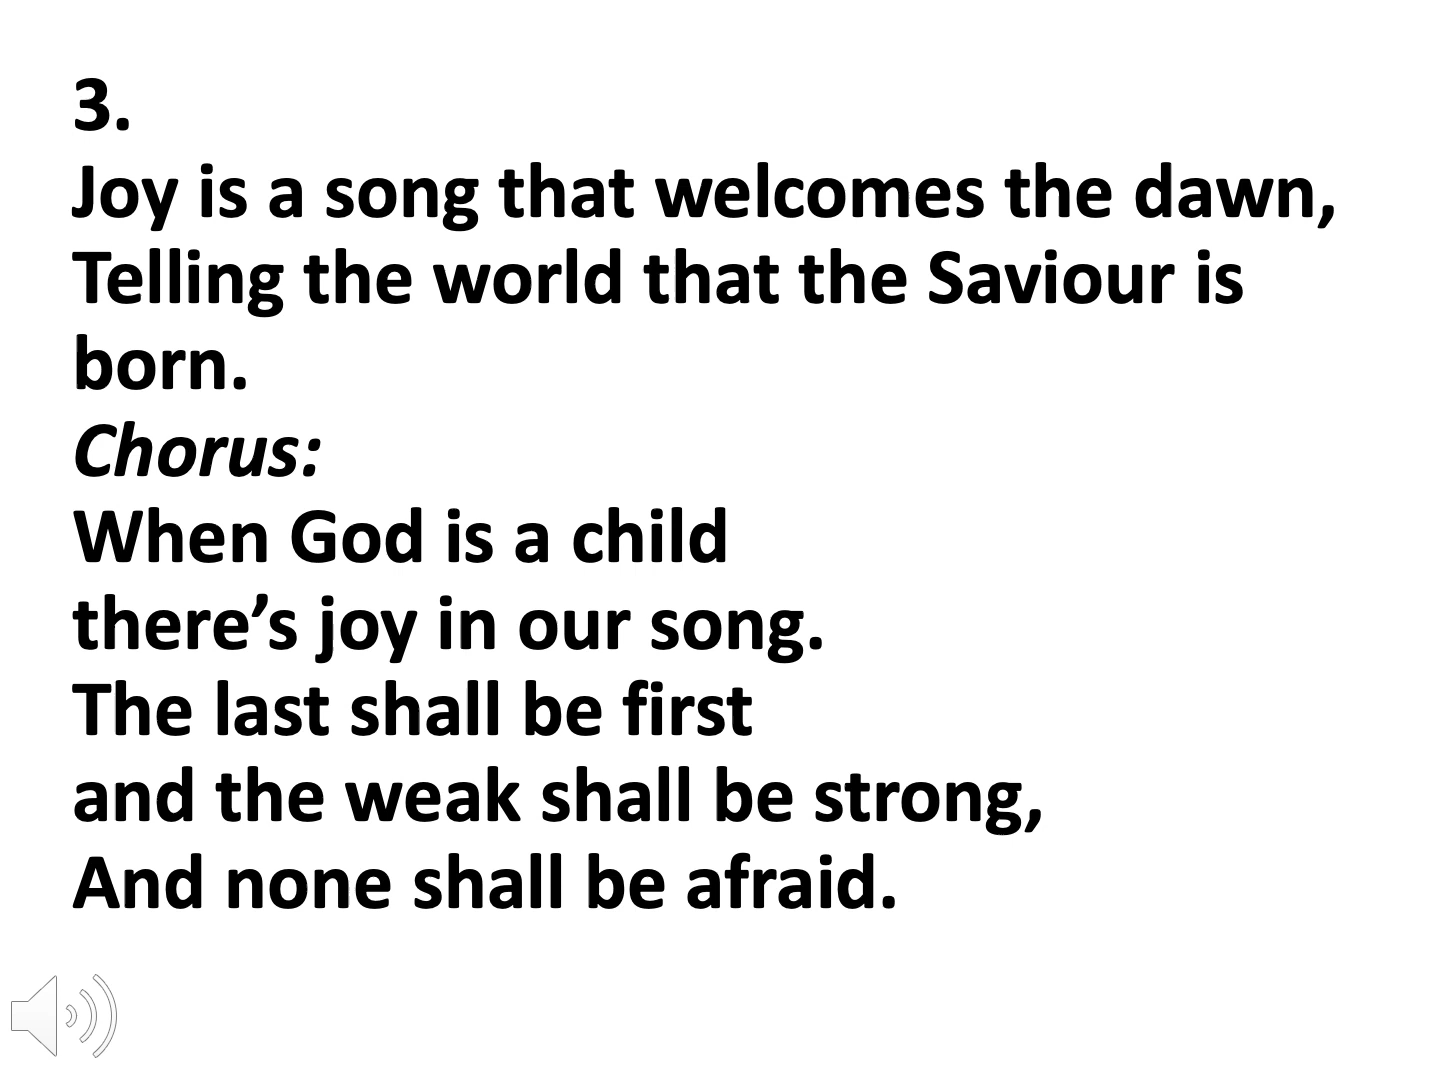 3.
Joy is a song that welcomes the dawn,
Telling the world that the Saviour is
born.
Chorus:
When God is a child
there’s joy in our song.
The last shall be first
and the weak shall be strong,
And none shall be afraid.